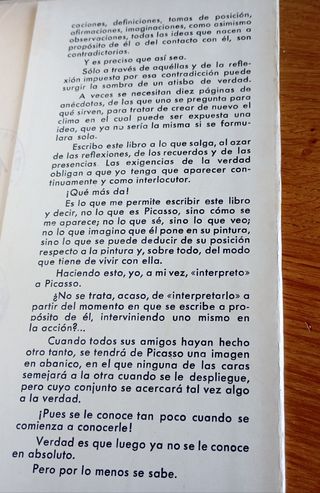 caciones, definiciones, tomas de posición,
afirmaciones, imaginaciones, como asimismo
observaciones, todas las ideas que nacen a
propósito de él o del contacto con él, son
contradictorias.
Y es preciso que así sea.
Sólo a través de aquéllas y de la refle-
xión impuesta por esa contradicción puede
surgir la sombra de un atisbo de verdad.
A veces se necesitan diez páginas de
anécdotas, de las que uno se pregunta para
qué sirven, para tratar de crear de nuevo el
clima en el cual puede ser expuesta una
idea, que ya no sería la misma si se formu-
lara sola.
Escribo este libro a lo que salga, al azar
de las reflexiones, de los recuerdos y de las
presencias. Las exigencias de la verdad
obligan a que yo tenga que aparecer con-
tinuamente y como interlocutor.
¡Qué más da!
Es lo que me permite escribir este libro
y decir, no lo que es Picasso, sino cómo se
me aparece; no lo que sé, sino lo que veo;
no lo que imagino que él pone en su pintura,
sino lo que se puede deducir de su posición
respecto a la pintura y, sobre todo, del modo
que tiene de vivir con ella.
Haciendo esto, yo, a mi vez, «interpreto»
a Picasso.
¿No se trata, acaso, de «interpretarlo» a
partir del momento en que se escribe a pro-
pósito de él, interviniendo uno mismo en
la acción?...
Cuando todos sus amigos hayan hecho
otro tanto, se tendrá de Picasso una imagen
en abanico, en el que ninguna de las caras
semejará a la otra cuando se le despliegue,
pero cuyo conjunto se acercará tal vez algo
a la verdad.
¡Pues se le conoce tan poco cuando se
comienza a conocerle!
Verdad es que luego ya no se le conoce
en absoluto.
Pero por lo menos se sabe.